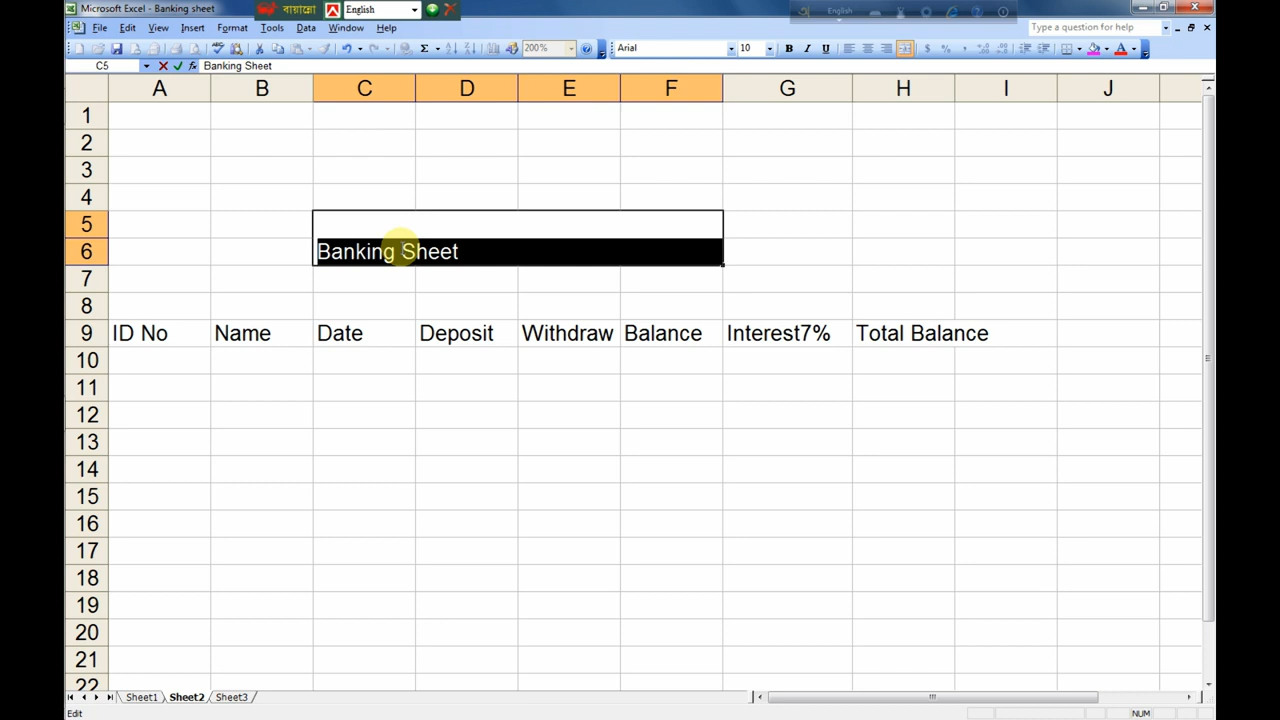 Microsoft Excel - Banking sheet
বায়ান্নো English
English
File Edit View Insert Format Tools Data Window Help
Type a question for help
200%
Arial 10 B I U
C5 fx Banking Sheet
A B C D E F G H I J
1
2
3
4
5
6 Banking Sheet
7
8
9 ID No Name Date Deposit Withdraw Balance Interest7% Total Balance
10
11
12
13
14
15
16
17
18
19
20
21
22
Sheet1 Sheet2 Sheet3
Edit NUM